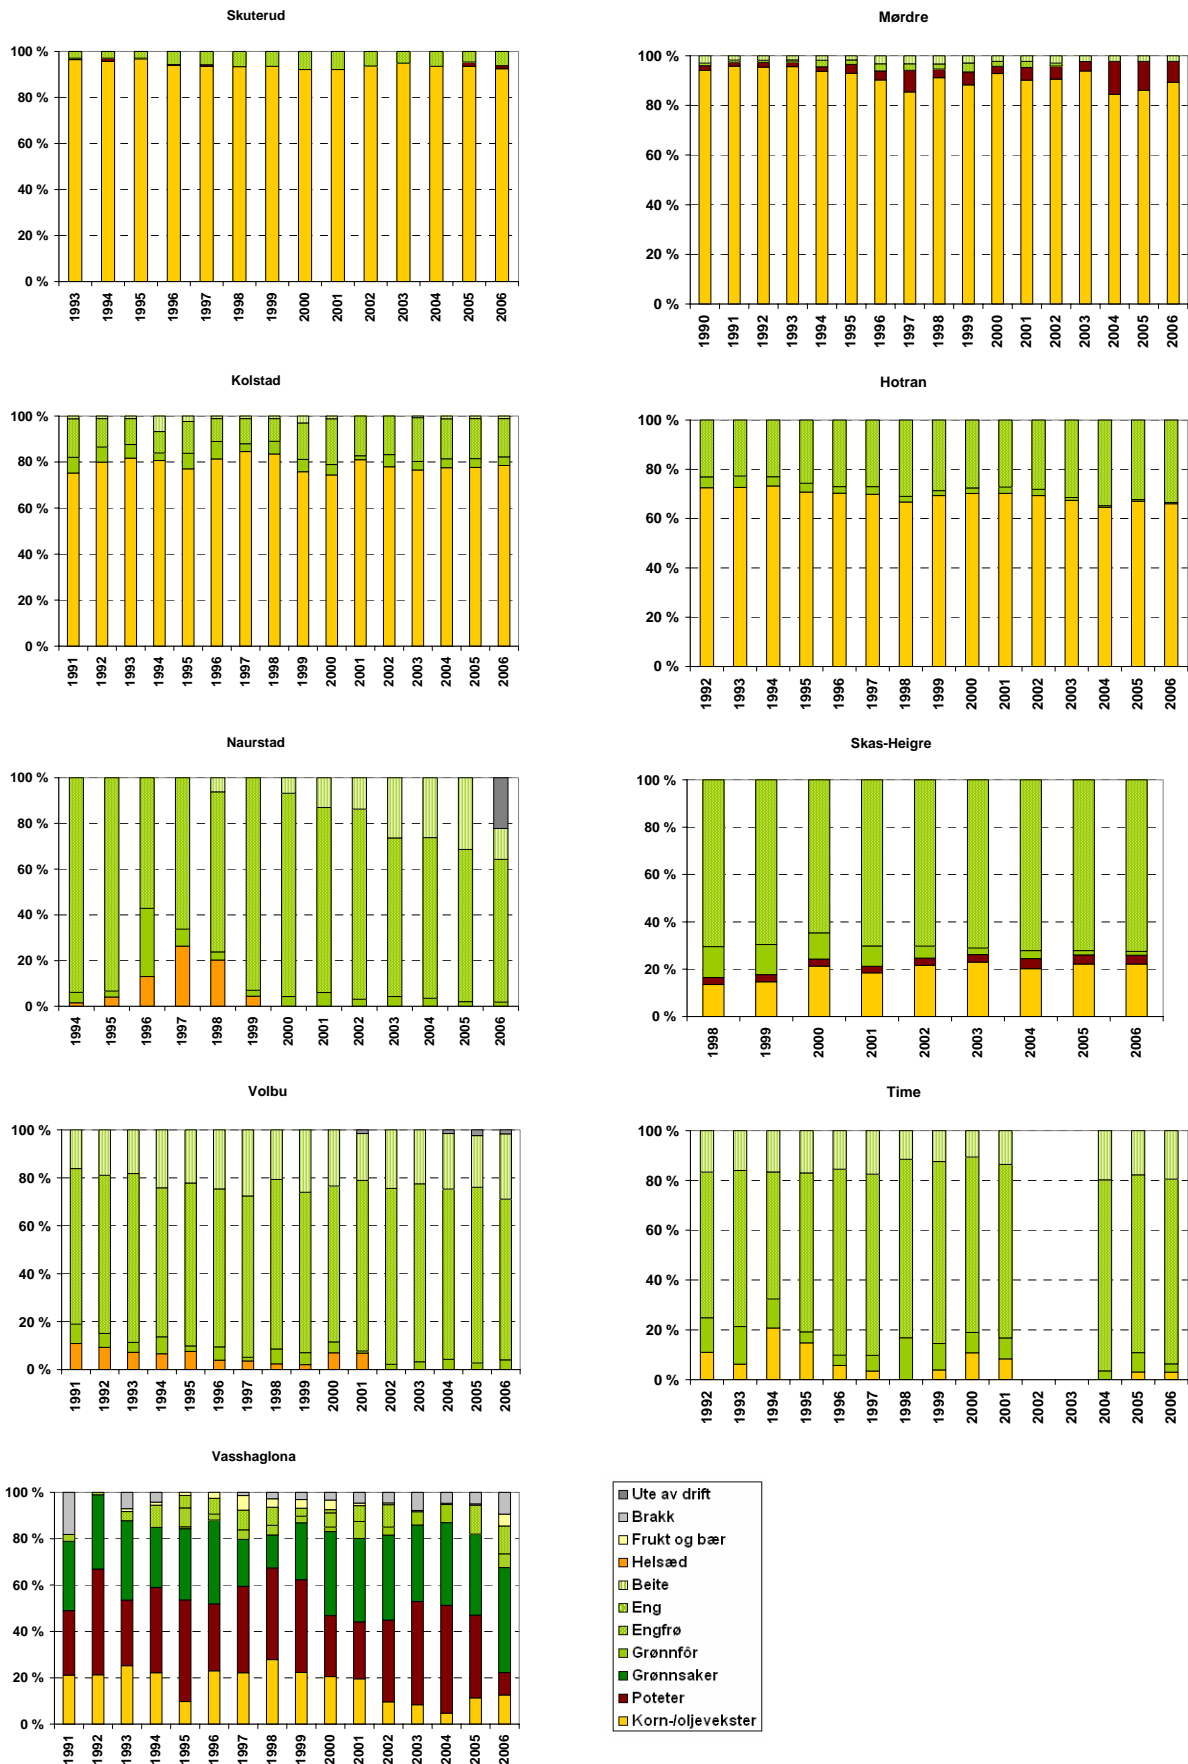 Skuterud
100 %
80 %
60 %
40 %
20 %
0 %
1993 1994 1995 1996 1997 1998 1999 2000 2001 2002 2003 2004 2005 2006
Mørdre
100 %
80 %
60 %
40 %
20 %
0 %
1990 1991 1992 1993 1994 1995 1996 1997 1998 1999 2000 2001 2002 2003 2004 2005 2006
Kolstad
100 %
80 %
60 %
40 %
20 %
0 %
1991 1992 1993 1994 1995 1996 1997 1998 1999 2000 2001 2002 2003 2004 2005 2006
Hotran
100 %
80 %
60 %
40 %
20 %
0 %
1992 1993 1994 1995 1996 1997 1998 1999 2000 2001 2002 2003 2004 2005 2006
Naurstad
100 %
80 %
60 %
40 %
20 %
0 %
1994 1995 1996 1997 1998 1999 2000 2001 2002 2003 2004 2005 2006
Skas-Heigre
100 %
80 %
60 %
40 %
20 %
0 %
1998 1999 2000 2001 2002 2003 2004 2005 2006
Volbu
100 %
80 %
60 %
40 %
20 %
0 %
1991 1992 1993 1994 1995 1996 1997 1998 1999 2000 2001 2002 2003 2004 2005 2006
Time
100 %
80 %
60 %
40 %
20 %
0 %
1992 1993 1994 1995 1996 1997 1998 1999 2000 2001 2002 2003 2004 2005 2006
Vasshaglona
100 %
80 %
60 %
40 %
20 %
0 %
1991 1992 1993 1994 1995 1996 1997 1998 1999 2000 2001 2002 2003 2004 2005 2006
Ute av drift
Brakk
Frukt og bær
Helsæd
Beite
Eng
Engfrø
Grønnfôr
Grønnsaker
Poteter
Korn-/oljevekster